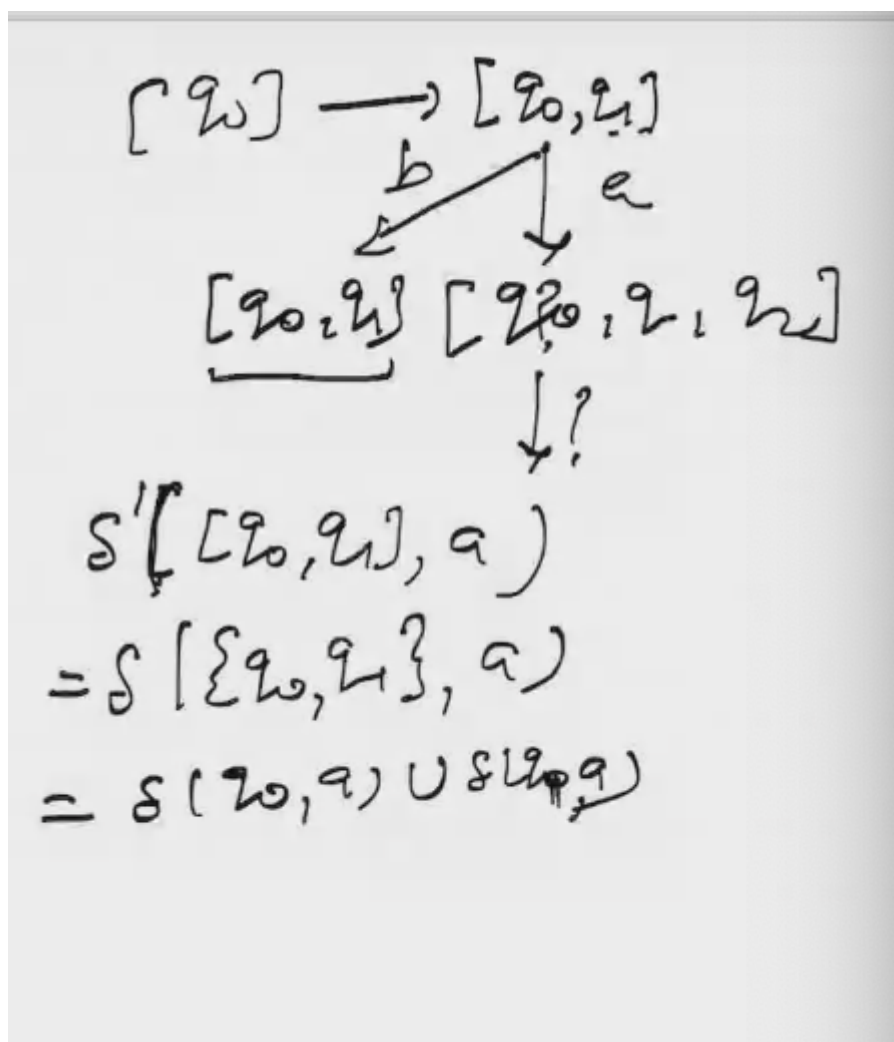 [q₀] → [q₀, q₁]
b a
[q₀, q₁] [q₀, q₁, q₂]
↓ ?
δ'([q₀, q₁], a)
= δ({q₀, q₁}, a)
= δ(q₀, a) ∪ δ(q₁, a)